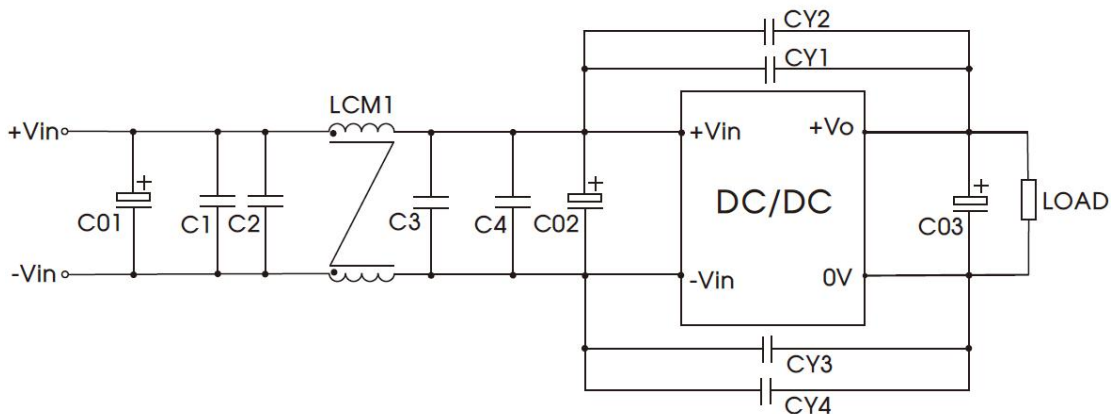 CY2
CY1
LCM1
+Vin
+Vin
+Vo
+
+
+
DC/DC
LOAD
C01
C1
C2
C3
C4
C02
C03
-Vin
-Vin
0V
CY3
CY4